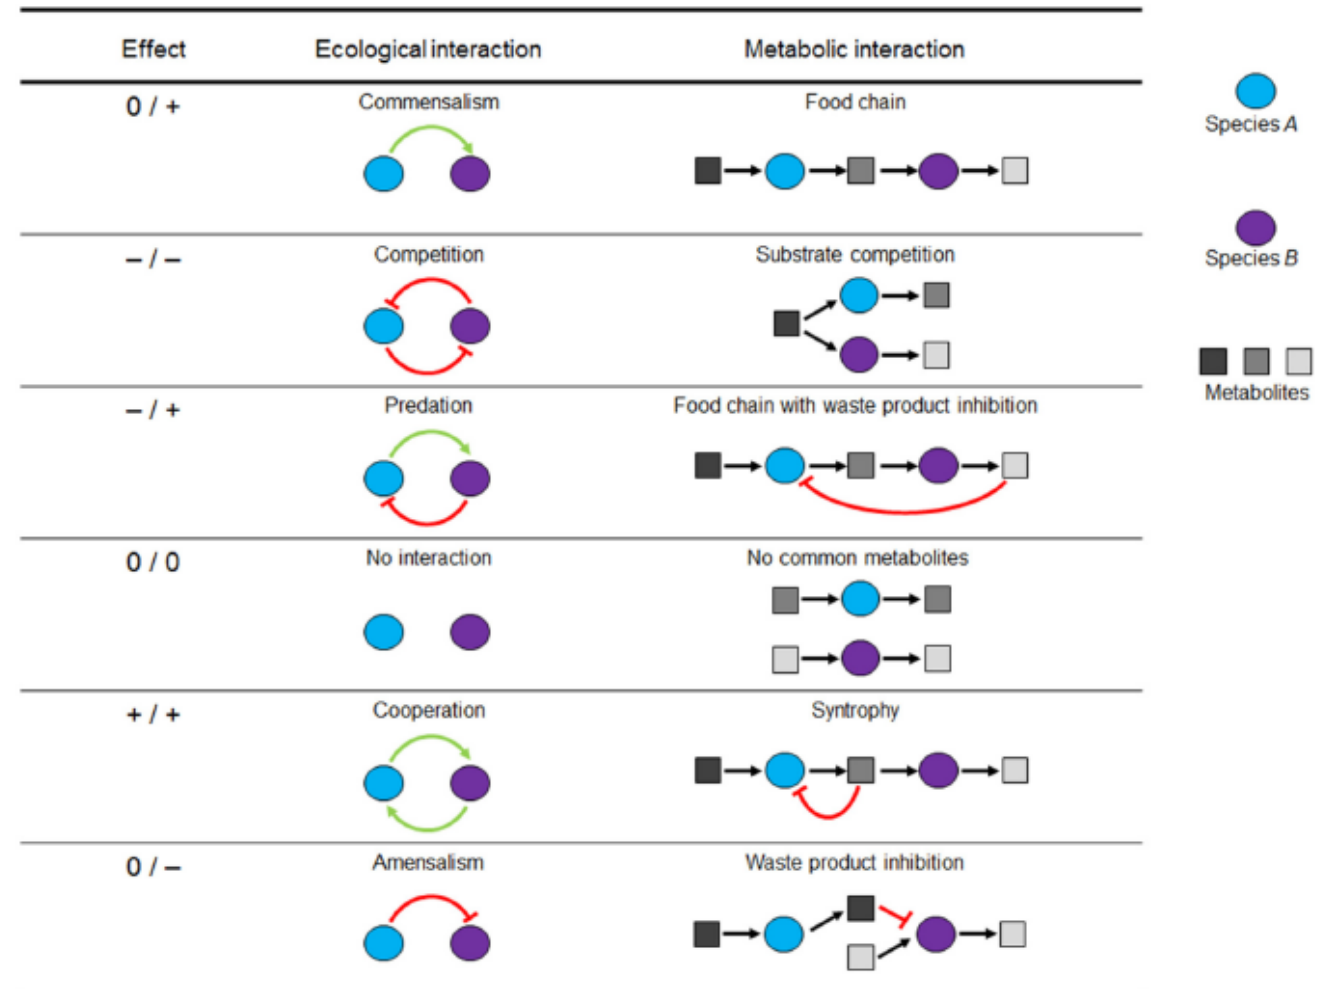 Effect Ecological interaction Metabolic interaction
0 / + Commensalism Food chain
Species A
– / – Competition Substrate competition
Species B
Metabolites
– / + Predation Food chain with waste product inhibition
0 / 0 No interaction No common metabolites
+ / + Cooperation Syntrophy
0 / – Amensalism Waste product inhibition